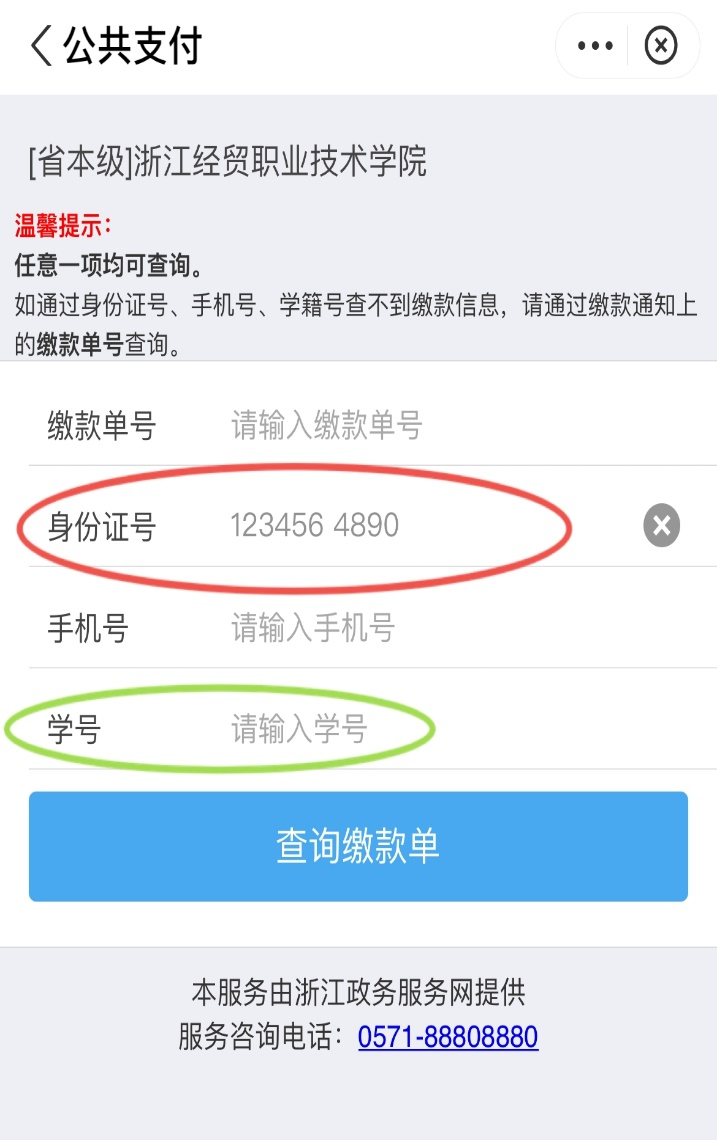 公共支付
[省本级]浙江经贸职业技术学院
温馨提示：
任意一项均可查询。
如通过身份证号、手机号、学籍号查不到缴款信息，请通过缴款通知上
的缴款单号查询。
缴款单号 请输入缴款单号
身份证号 123456 4890
手机号 请输入手机号
学号 请输入学号
查询缴款单
本服务由浙江政务服务网提供
服务咨询电话：0571-88808880